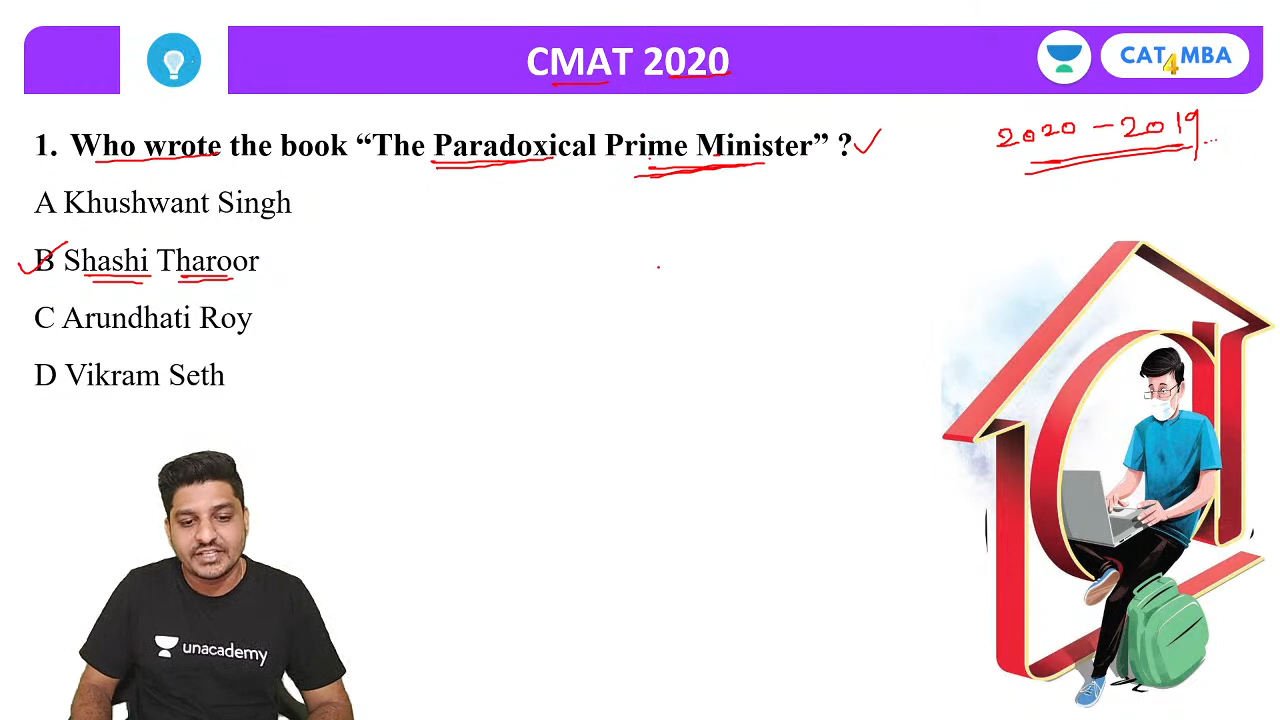 CMAT 2020
CAT4MBA
2020 - 2019...
1. Who wrote the book “The Paradoxical Prime Minister” ?
A Khushwant Singh
B Shashi Tharoor
C Arundhati Roy
D Vikram Seth
unacademy